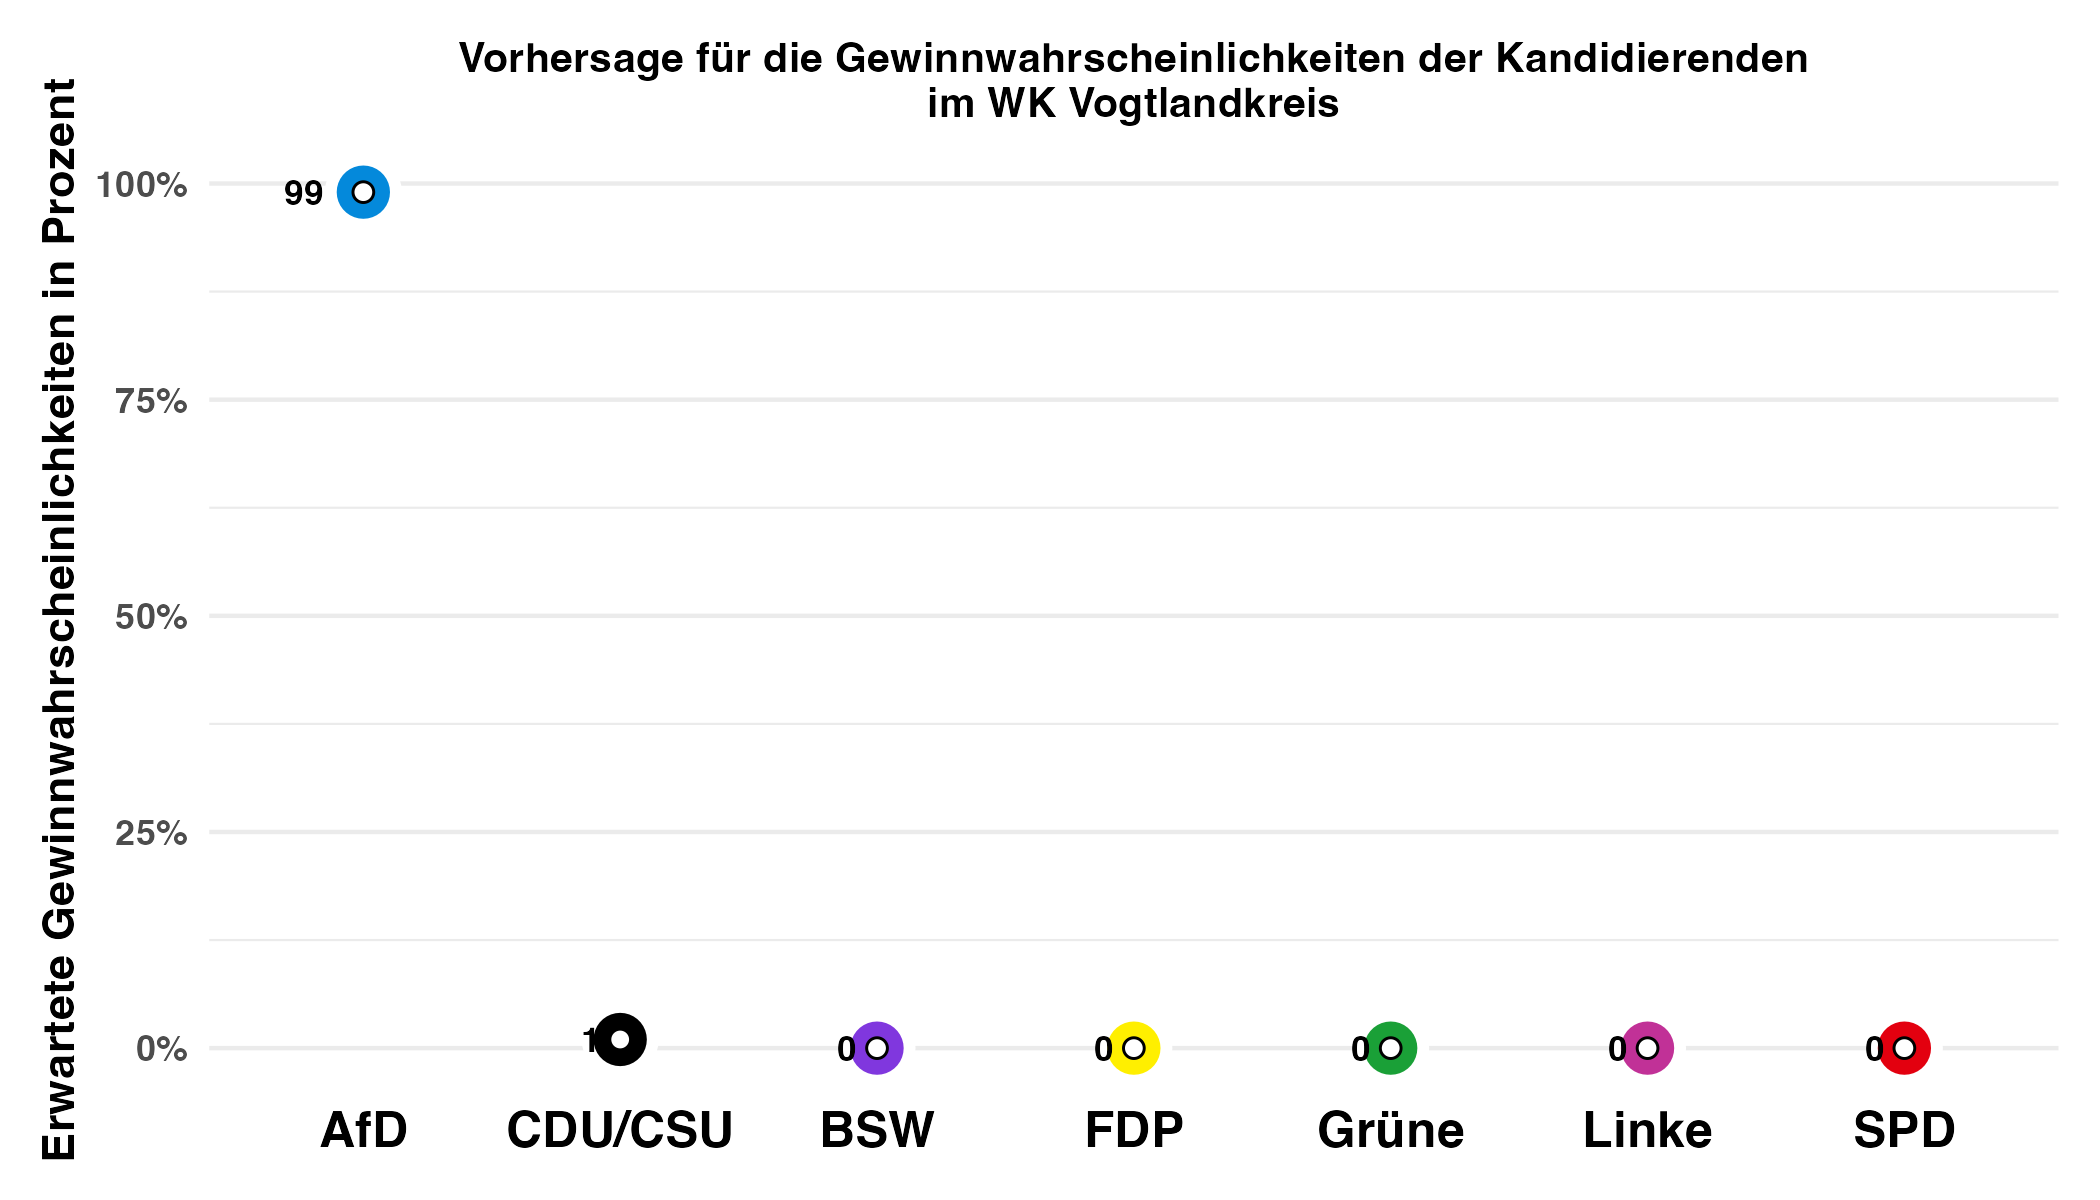 Vorhersage für die Gewinnwahrscheinlichkeiten der Kandidierenden
im WK Vogtlandkreis
Erwartete Gewinnwahrscheinlichkeiten in Prozent
100%
75%
50%
25%
0%
99
1
0
0
0
0
0
AfD
CDU/CSU
BSW
FDP
Grüne
Linke
SPD